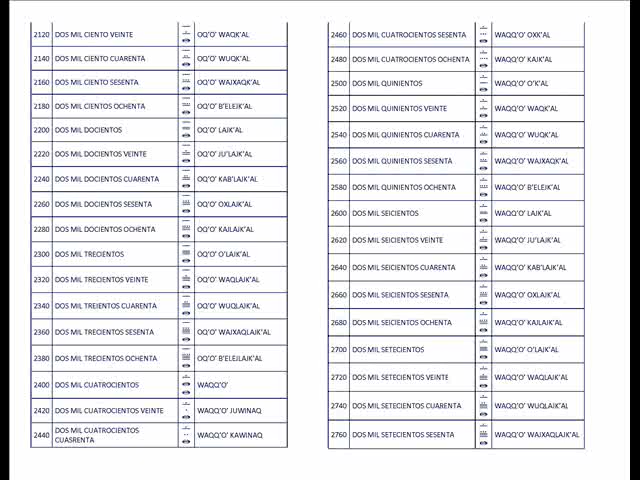 2120 DOS MIL CIENTO VEINTE OQ'O' WAQK'AL
2140 DOS MIL CIENTO CUARENTA OQ'O' WUQK'AL
2160 DOS MIL CIENTO SESENTA OQ'O' WAJXAQK'AL
2180 DOS MIL CIENTOS OCHENTA OQ'O' B'ELEJK'AL
2200 DOS MIL DOCIENTOS OQ'O' LAJK'AL
2220 DOS MIL DOCIENTOS VEINTE OQ'O' JU'LAJK'AL
2240 DOS MIL DOCIENTOS CUARENTA OQ'O' KAB'LAJK'AL
2260 DOS MIL DOCIENTOS SESENTA OQ'O' OXLAJK'AL
2280 DOS MIL DOCIENTOS OCHENTA OQ'O' KAJLAJK'AL
2300 DOS MIL TRECIENTOS OQ'O' O'LAJK'AL
2320 DOS MIL TRECIENTOS VEINTE OQ'O' WAQLAJK'AL
2340 DOS MIL TREIENTOS CUARENTA OQ'O' WUQLAJK'AL
2360 DOS MIL TRECIENTOS SESENTA OQ'O' WAJXAQLAJK'AL
2380 DOS MIL TRECIENTOS OCHENTA OQ'O' B'ELEJLAJK'AL
2400 DOS MIL CUATROCIENTOS WAQQ'O'
2420 DOS MIL CUATROCIENTOS VEINTE WAQQ'O' JUWINAQ
2440 DOS MIL CUATROCIENTOS CUASRENTA WAQQ'O' KAWINAQ
2460 DOS MIL CUATROCIENTOS SESENTA WAQQ'O' OXK'AL
2480 DOS MIL CUATROCIENTOS OCHENTA WAQQ'O' KAJK'AL
2500 DOS MIL QUINIENTOS WAQQ'O' O'K'AL
2520 DOS MIL QUINIENTOS VEINTE WAQQ'O' WAQK'AL
2540 DOS MIL QUINIENTOS CUARENTA WAQQ'O' WUQK'AL
2560 DOS MIL QUINIENTOS SESENTA WAQQ'O' WAJXAQK'AL
2580 DOS MIL QUINIENTOS OCHENTA WAQQ'O' B'ELEJK'AL
2600 DOS MIL SEICIENTOS WAQQ'O' LAJK'AL
2620 DOS MIL SEICIENTOS VEINTE WAQQ'O' JU'LAJK'AL
2640 DOS MIL SEICIENTOS CUARENTA WAQQ'O' KAB'LAJK'AL
2660 DOS MIL SEICIENTOS SESENTA WAQQ'O' OXLAJK'AL
2680 DOS MIL SEICIENTOS OCHENTA WAQQ'O' KAJLAJK'AL
2700 DOS MIL SETECIENTOS WAQQ'O' O'LAJK'AL
2720 DOS MIL SETECIENTOS VEINTE WAQQ'O' WAQLAJK'AL
2740 DOS MIL SETECIENTOS CUARENTA WAQQ'O' WUQLAJK'AL
2760 DOS MIL SETECIENTOS SESENTA WAQQ'O' WAJXAQLAJK'AL